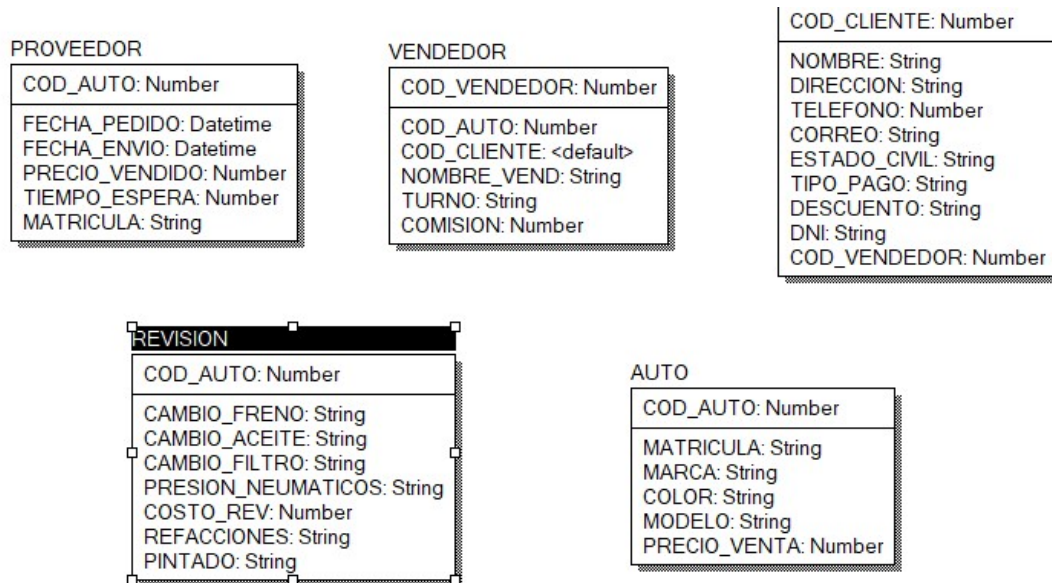 PROVEEDOR
COD_AUTO: Number
FECHA_PEDIDO: Datetime
FECHA_ENVIO: Datetime
PRECIO_VENDIDO: Number
TIEMPO_ESPERA: Number
MATRICULA: String
VENDEDOR
COD_VENDEDOR: Number
COD_AUTO: Number
COD_CLIENTE: <default>
NOMBRE_VEND: String
TURNO: String
COMISION: Number
COD_CLIENTE: Number
NOMBRE: String
DIRECCION: String
TELEFONO: Number
CORREO: String
ESTADO_CIVIL: String
TIPO_PAGO: String
DESCUENTO: String
DNI: String
COD_VENDEDOR: Number
REVISION
COD_AUTO: Number
CAMBIO_FRENO: String
CAMBIO_ACEITE: String
CAMBIO_FILTRO: String
PRESION_NEUMATICOS: String
COSTO_REV: Number
REFACCIONES: String
PINTADO: String
AUTO
COD_AUTO: Number
MATRICULA: String
MARCA: String
COLOR: String
MODELO: String
PRECIO_VENTA: Number